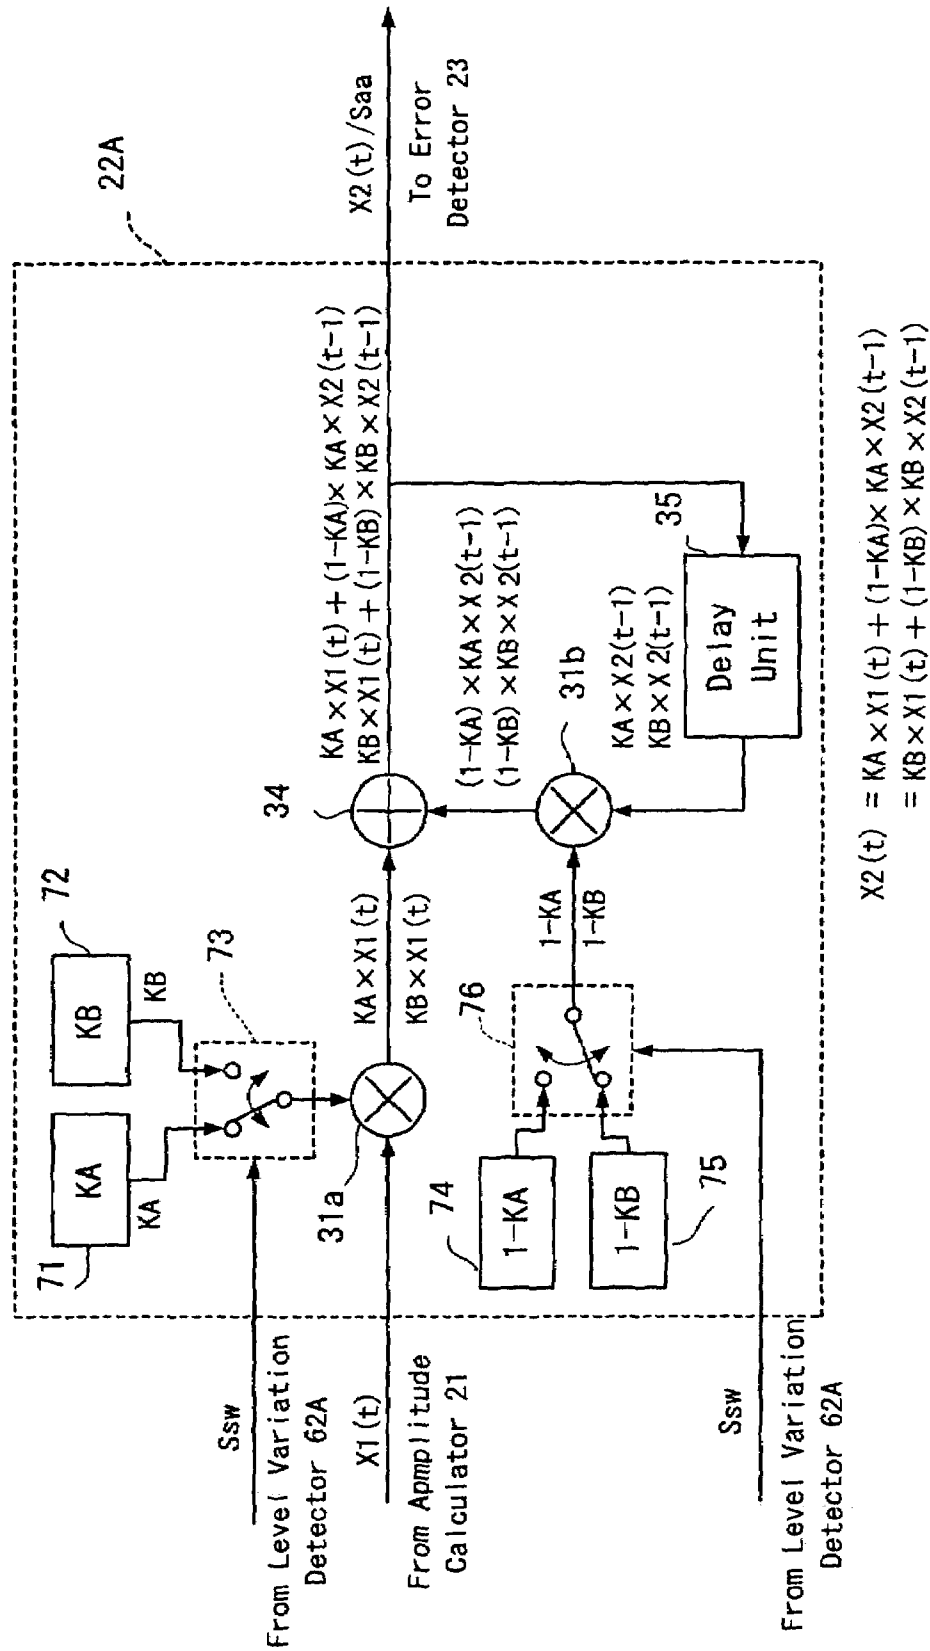 22A
72
71
KA
KB
KA
KB
73
Ssw
From Level Variation
Detector 62A
31a
X1(t)
From Apmplitude
Calculator 21
KA×X1(t)
KB×X1(t)
34
KA×X1(t)+(1-KA)×KA×X2(t-1)
KB×X1(t)+(1-KB)×KB×X2(t-1)
X2(t)/Saa
To Error
Detector 23
(1-KA)×KA×X2(t-1)
(1-KB)×KB×X2(t-1)
74
1-KA
75
1-KB
76
1-KA
1-KB
31b
KA×X2(t-1)
KB×X2(t-1)
35
Delay
Unit
Ssw
From Level Variation
Detector 62A
X2(t) =KA×X1(t)+(1-KA)×KA×X2(t-1)
=KB×X1(t)+(1-KB)×KB×X2(t-1)